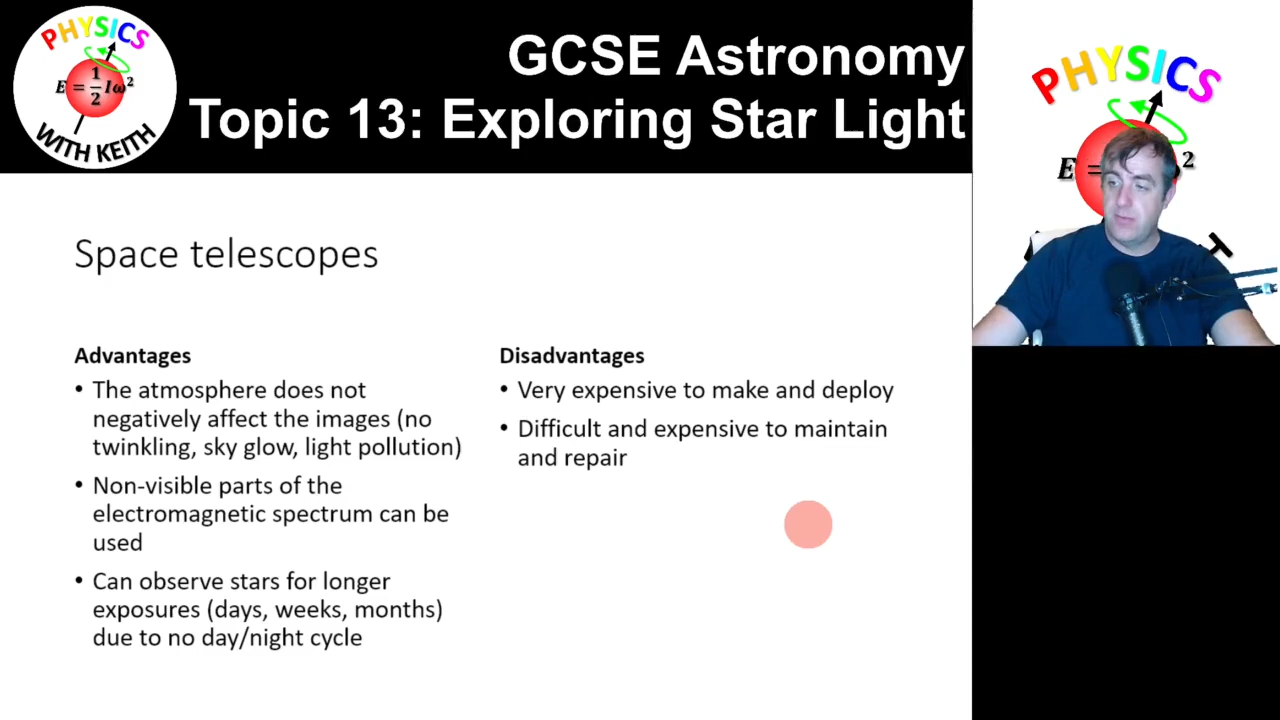 PHYSICS
E = 1/2 Iω²
WITH KEITH
GCSE Astronomy
Topic 13: Exploring Star Light
PHYSICS
E =
2
T
Space telescopes
Advantages
• The atmosphere does not
negatively affect the images (no
twinkling, sky glow, light pollution)
• Non-visible parts of the
electromagnetic spectrum can be
used
• Can observe stars for longer
exposures (days, weeks, months)
due to no day/night cycle
Disadvantages
• Very expensive to make and deploy
• Difficult and expensive to maintain
and repair